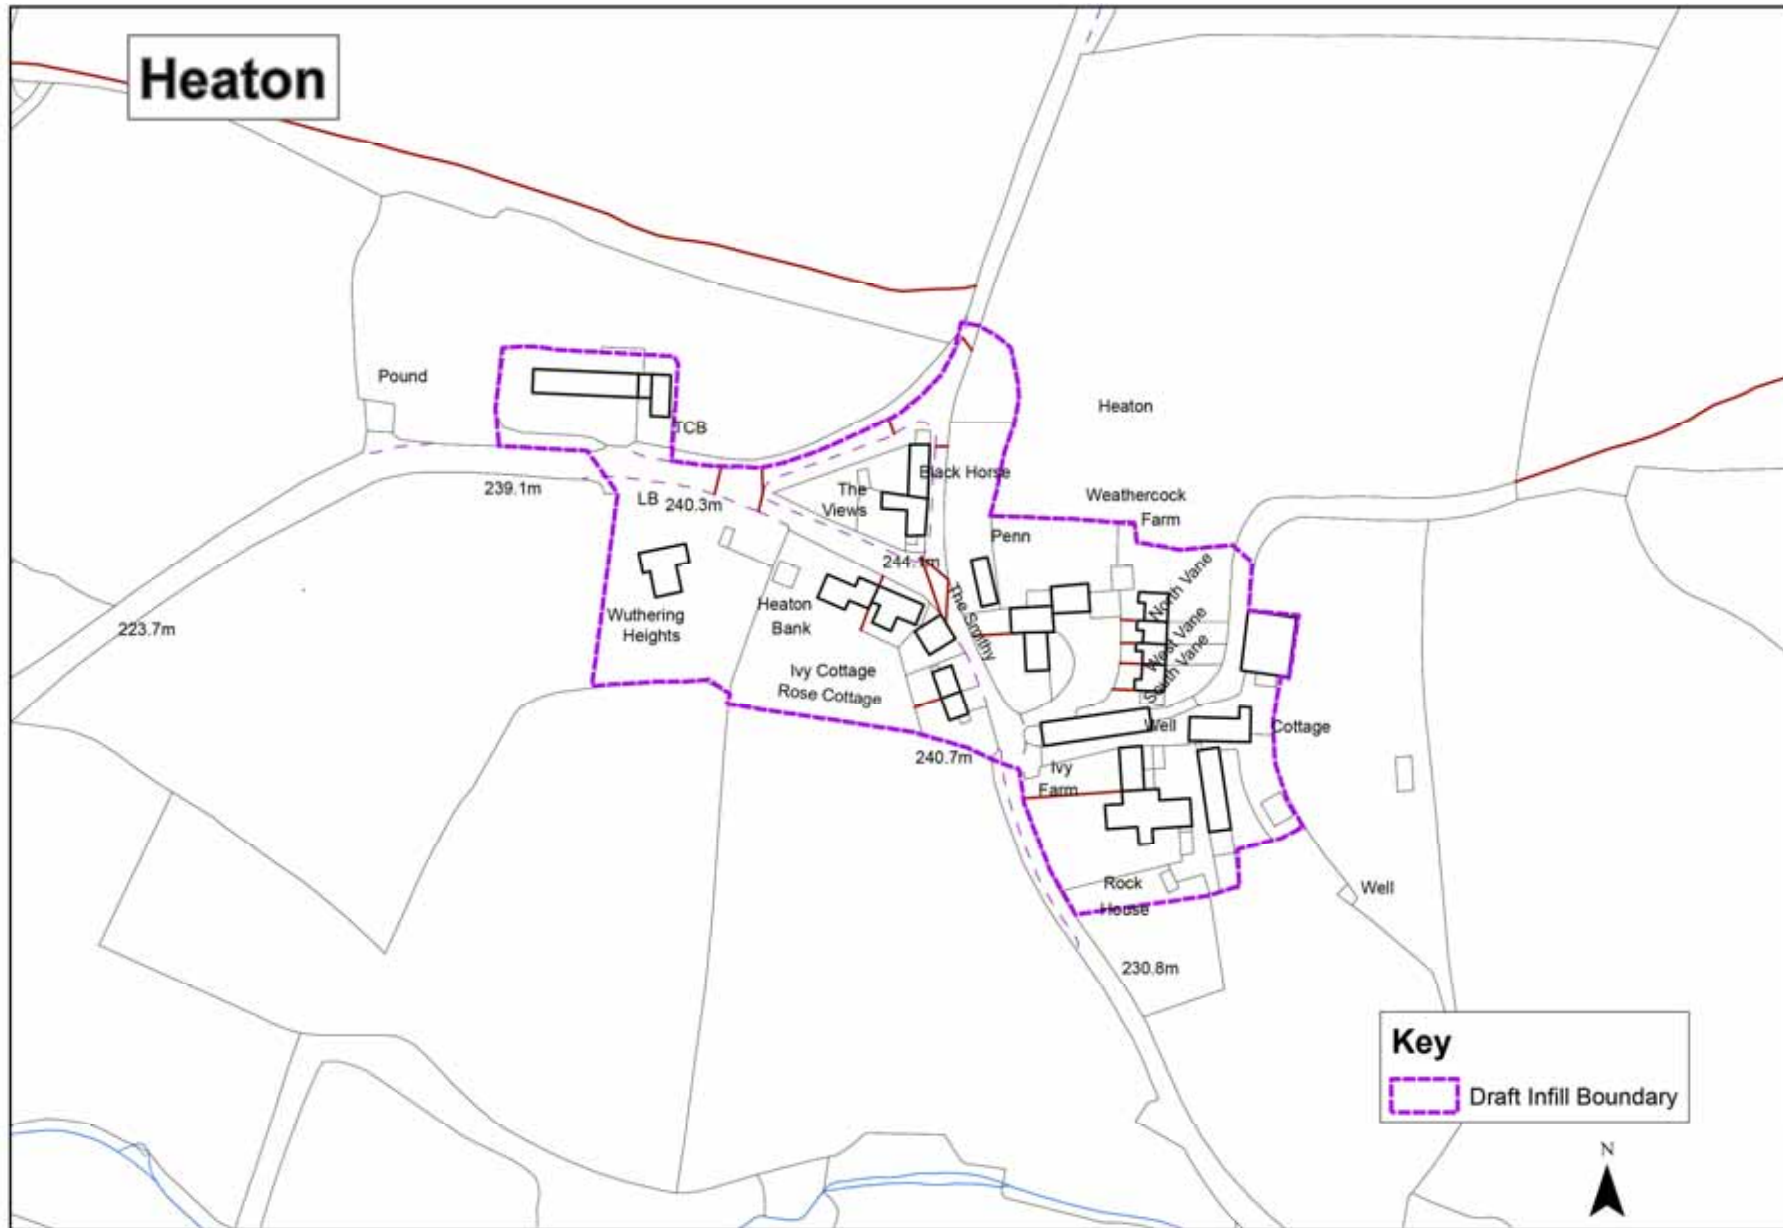 Heaton
Pound
TCB
Heaton
Black Horse
239.1m
LB
240.3m
The
Views
Weathercock
Farm
Penn
244.1m
North Vane
West Vane
South Vane
The Smithy
223.7m
Wuthering
Heights
Heaton
Bank
Ivy Cottage
Rose Cottage
Well
Cottage
240.7m
Ivy
Farm
Rock
House
Well
230.8m
Key
Draft Infill Boundary
N